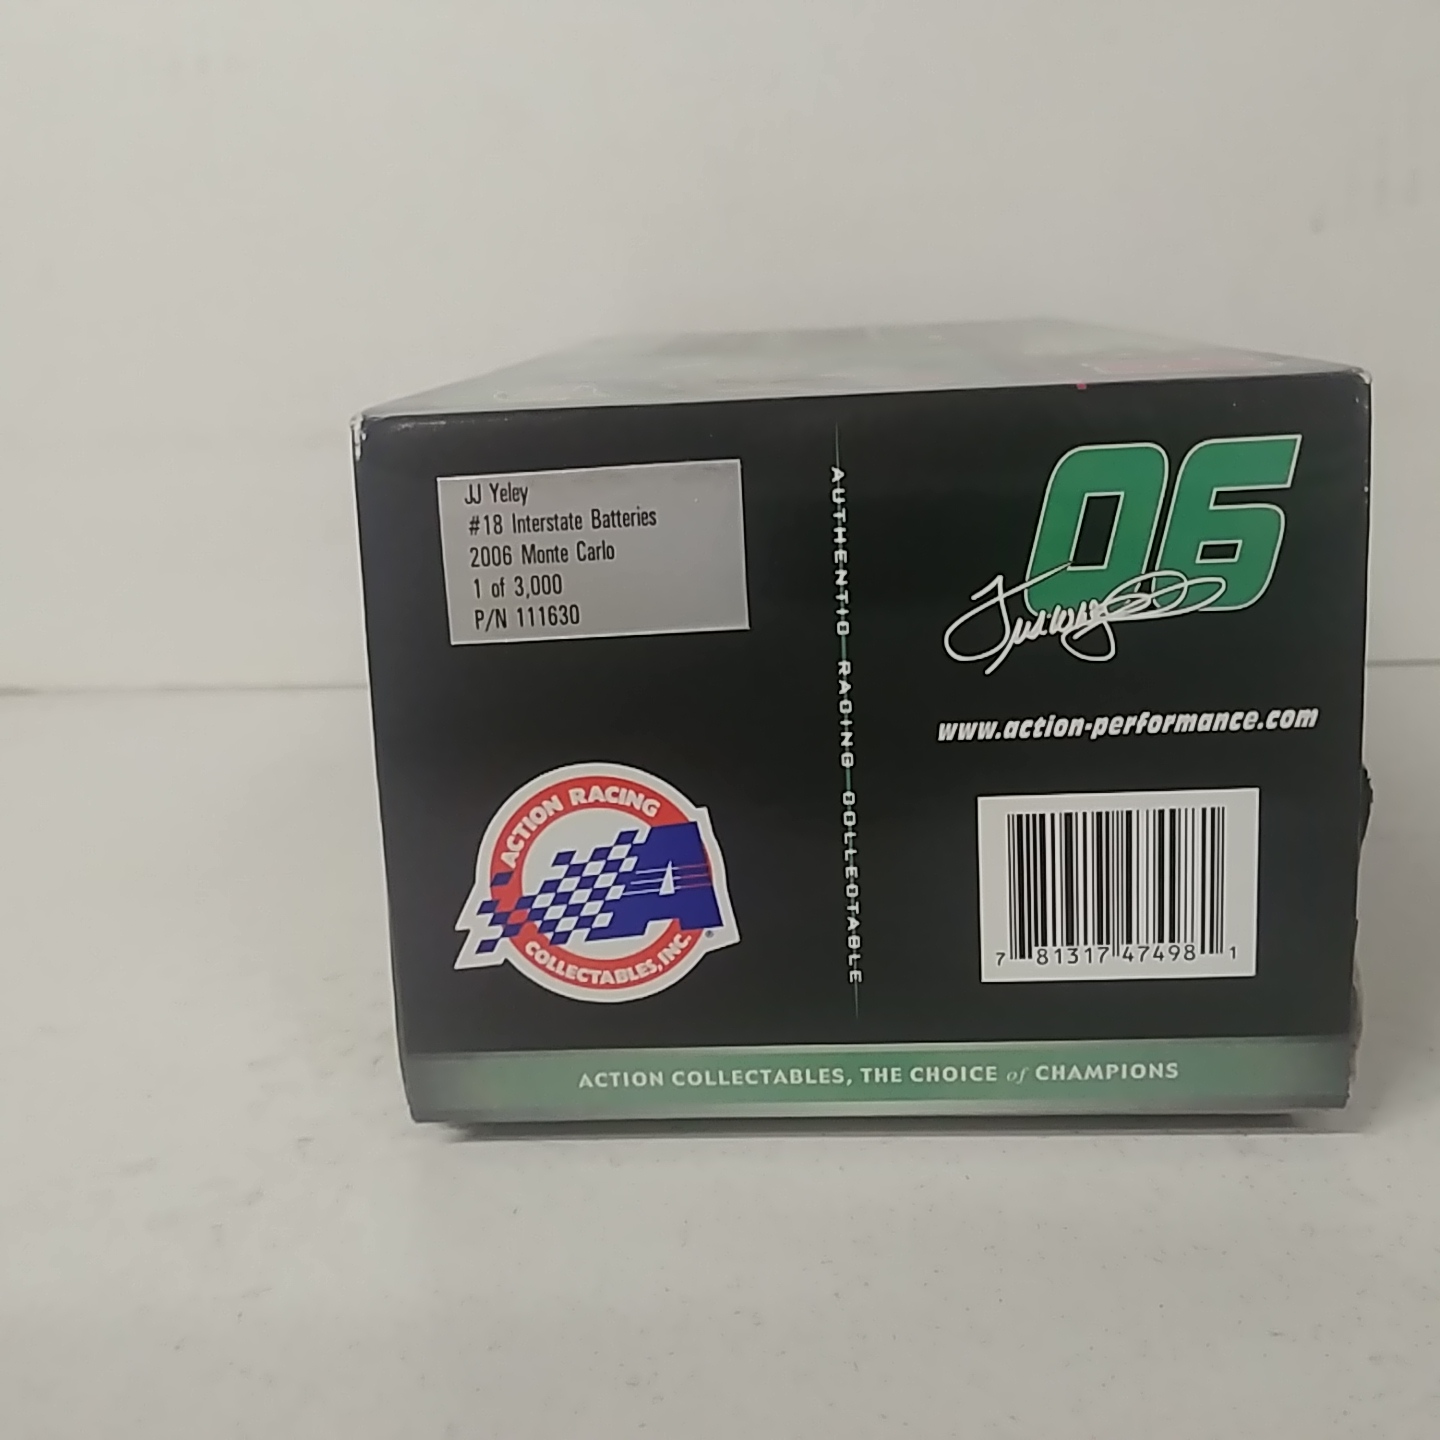 JJ Yeley
#18 Interstate Batteries
2006 Monte Carlo
1 of 3,000
P/N 111630
ACTION RACING
A
COLLECTABLES, INC.
®
AUTHENTIC RACING COLLECTABLE
06
www.action-performance.com
7 81317 47498 1
ACTION COLLECTABLES, THE CHOICE of CHAMPIONS